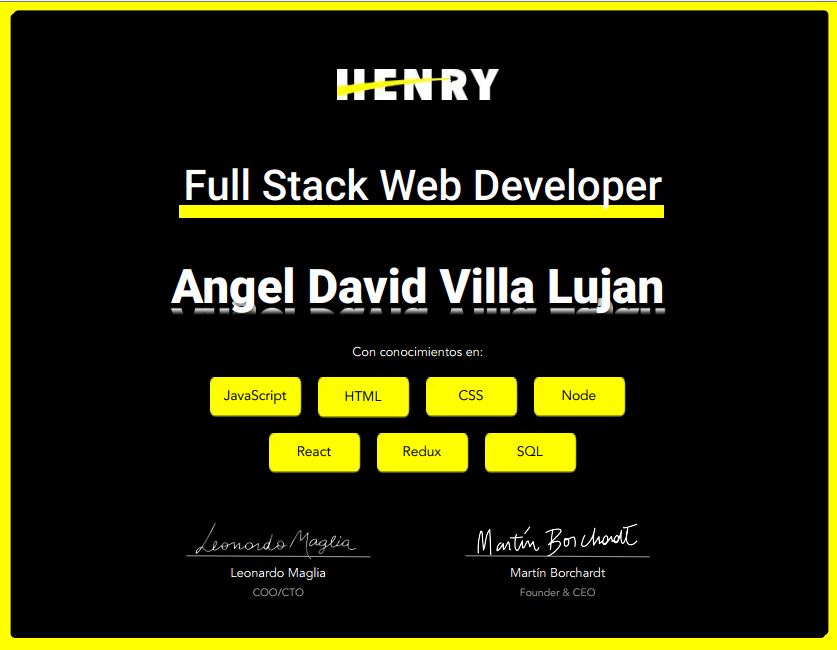 HENRY
Full Stack Web Developer
Angel David Villa Lujan
Con conocimientos en:
JavaScript HTML CSS Node
React Redux SQL
Leonardo Maglia Martín Borchardt
Leonardo Maglia Martín Borchardt
COO/CTO Founder & CEO